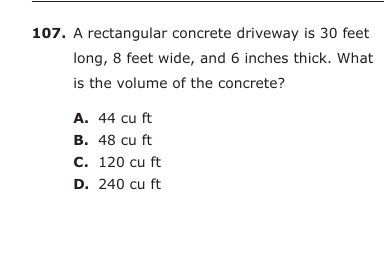 107. A rectangular concrete driveway is 30 feet
long, 8 feet wide, and 6 inches thick. What
is the volume of the concrete?
A. 44 cu ft
B. 48 cu ft
C. 120 cu ft
D. 240 cu ft